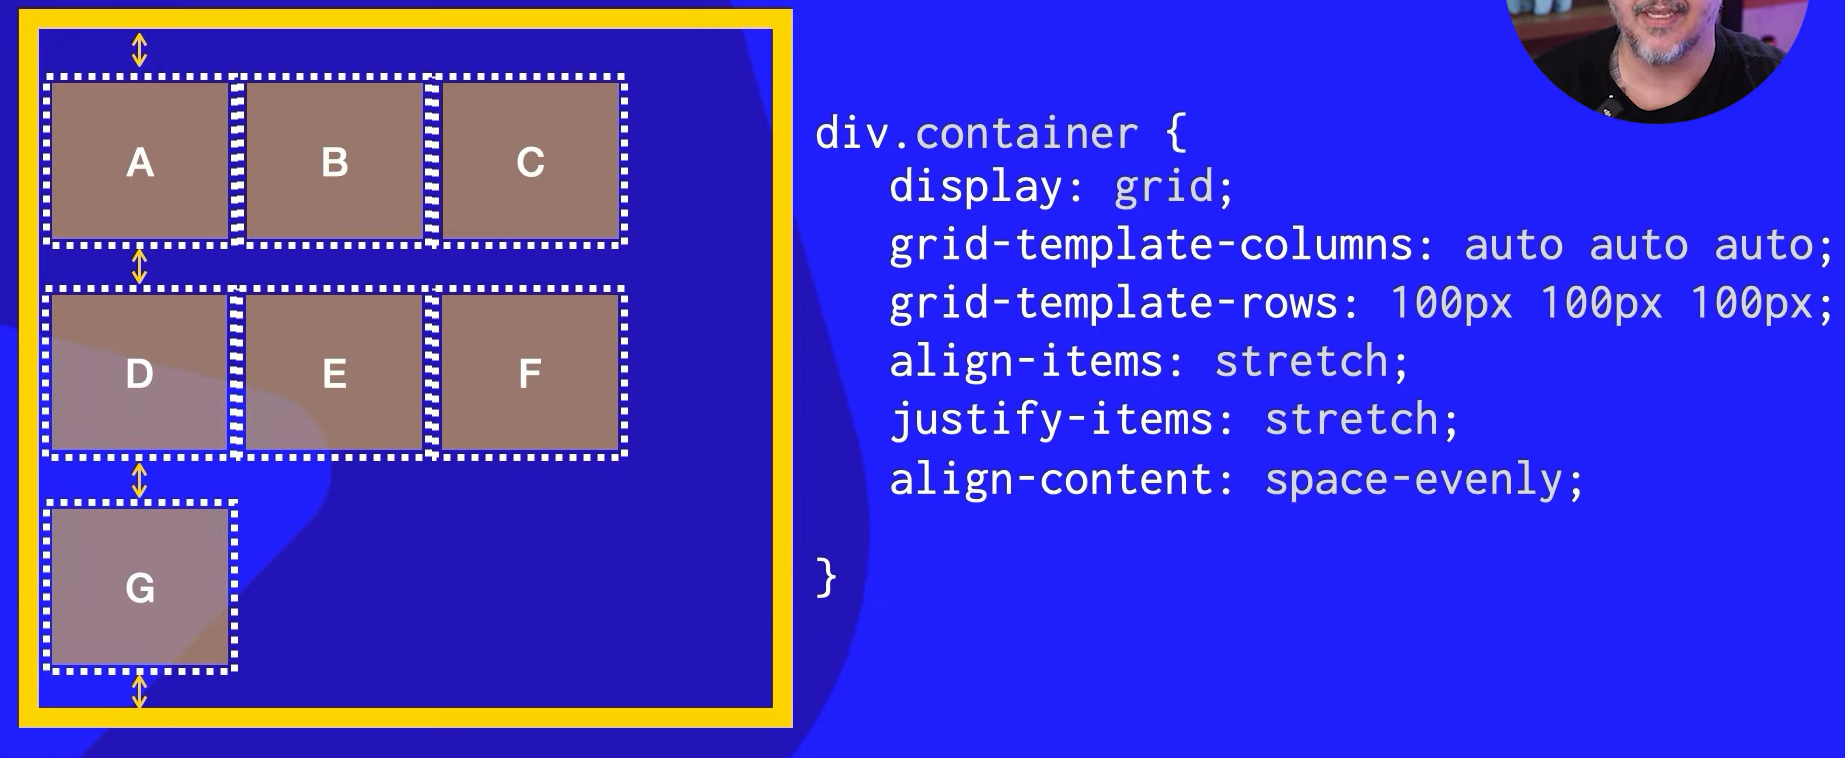 A B C
D E F
G
div.container {
display: grid;
grid-template-columns: auto auto auto;
grid-template-rows: 100px 100px 100px;
align-items: stretch;
justify-items: stretch;
align-content: space-evenly;
}